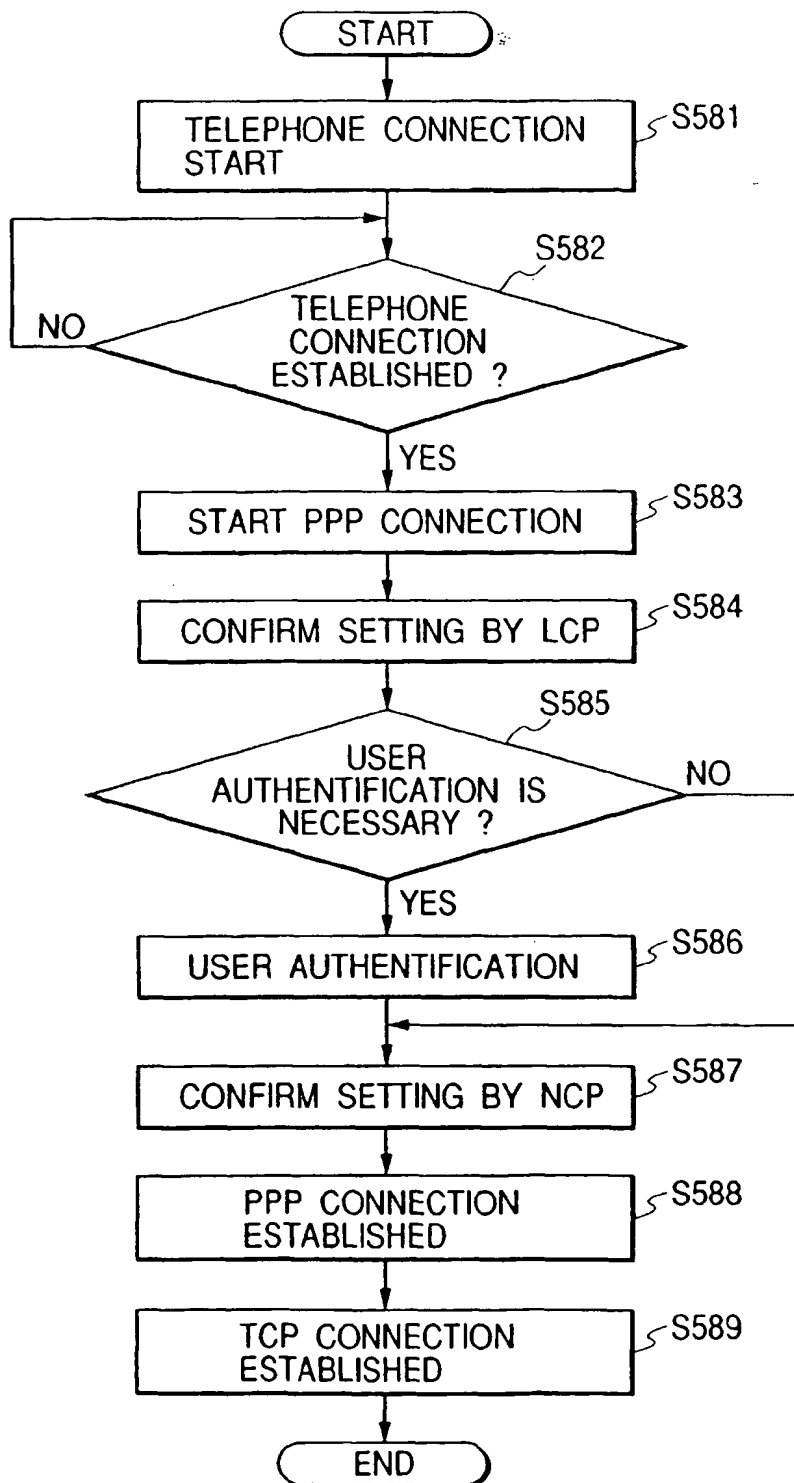 START
TELEPHONE CONNECTION
START
S581
S582
TELEPHONE
CONNECTION
ESTABLISHED ?
NO
YES
START PPP CONNECTION
S583
CONFIRM SETTING BY LCP
S584
S585
USER
AUTHENTIFICATION IS
NECESSARY ?
NO
YES
USER AUTHENTIFICATION
S586
CONFIRM SETTING BY NCP
S587
PPP CONNECTION
ESTABLISHED
S588
TCP CONNECTION
ESTABLISHED
S589
END